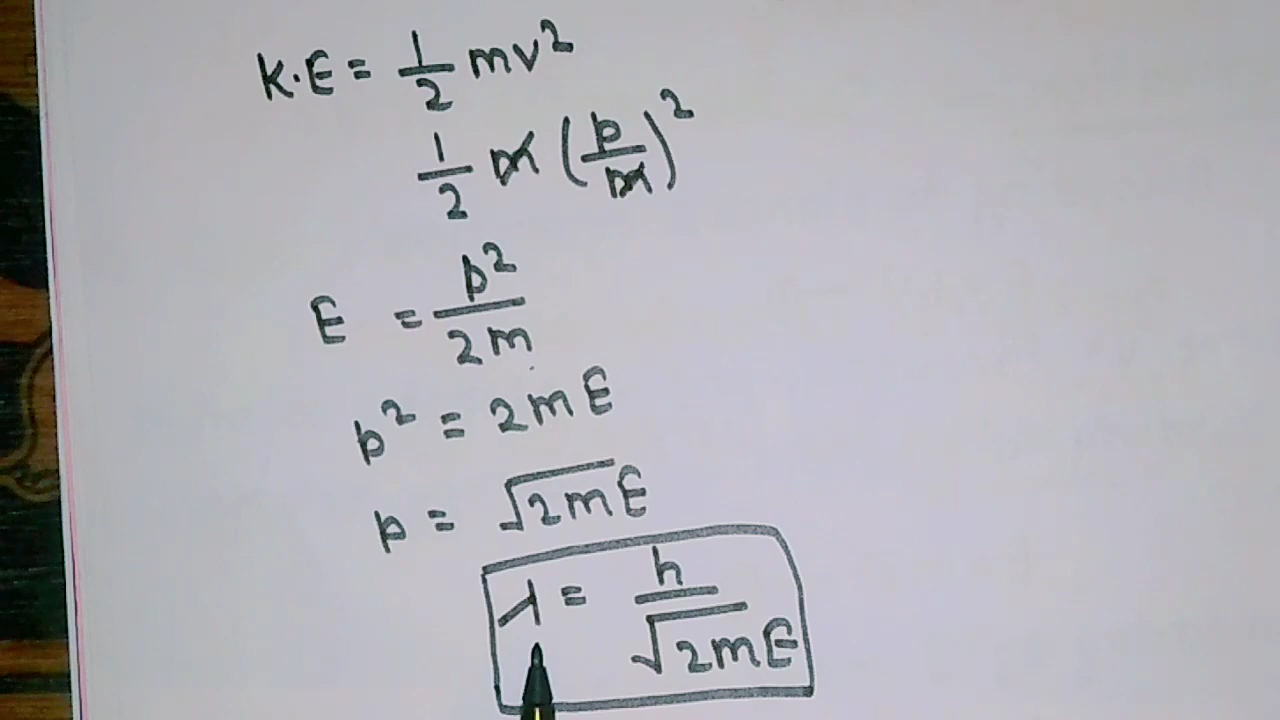 K.E = 1/2 mv²
1/2 m (p/m)²
E = p²/2m
p² = 2mE
p = √2mE
λ = h/√2mE